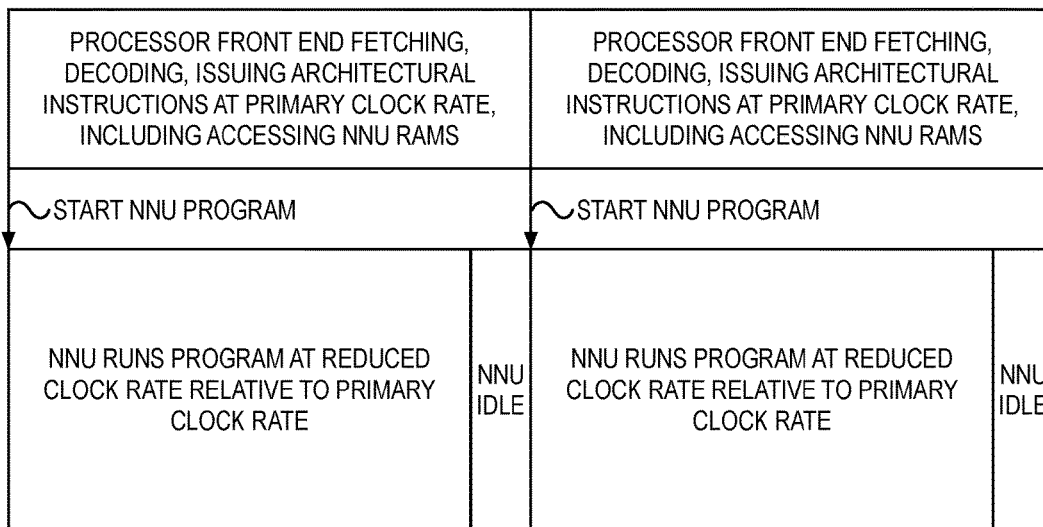 PROCESSOR FRONT END FETCHING,
DECODING, ISSUING ARCHITECTURAL
INSTRUCTIONS AT PRIMARY CLOCK RATE,
INCLUDING ACCESSING NNU RAMS
PROCESSOR FRONT END FETCHING,
DECODING, ISSUING ARCHITECTURAL
INSTRUCTIONS AT PRIMARY CLOCK RATE,
INCLUDING ACCESSING NNU RAMS
START NNU PROGRAM
START NNU PROGRAM
NNU RUNS PROGRAM AT REDUCED
CLOCK RATE RELATIVE TO PRIMARY
CLOCK RATE
NNU
IDLE
NNU RUNS PROGRAM AT REDUCED
CLOCK RATE RELATIVE TO PRIMARY
CLOCK RATE
NNU
IDLE